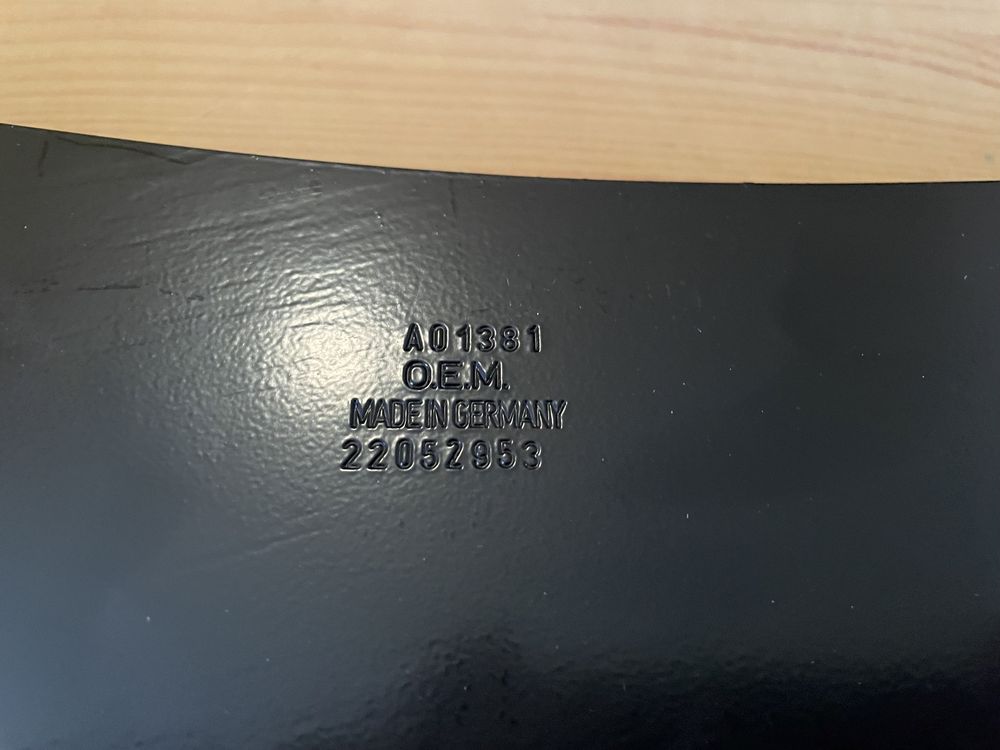 A01381
O.E.M.
MADE IN GERMANY
22052953